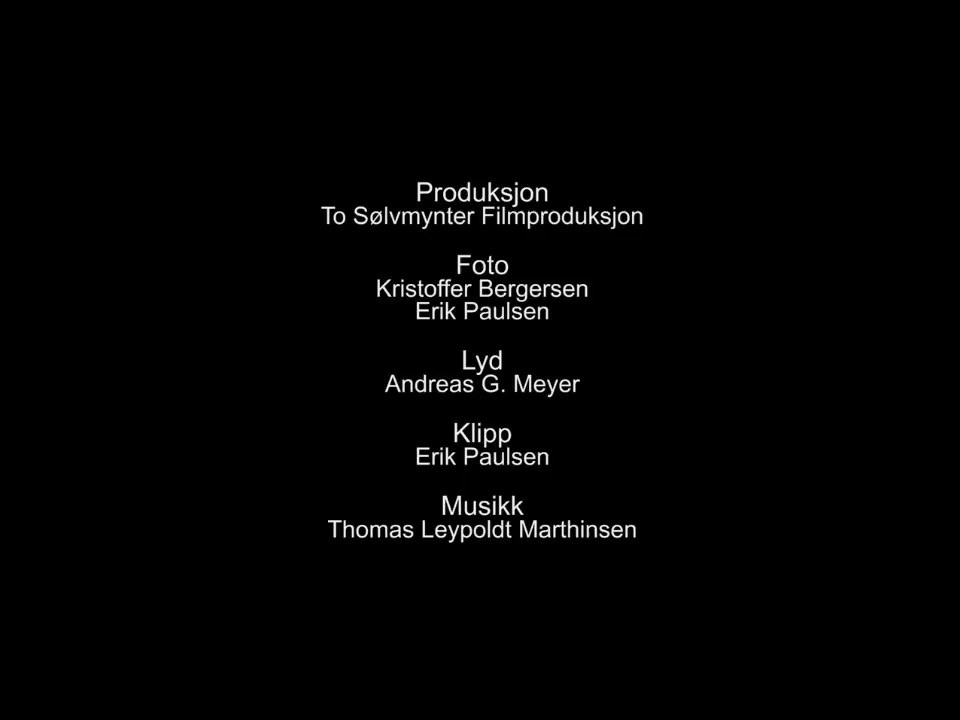 Produksjon
To Sølvmynter Filmproduksjon
Foto
Kristoffer Bergersen
Erik Paulsen
Lyd
Andreas G. Meyer
Klipp
Erik Paulsen
Musikk
Thomas Leypoldt Marthinsen